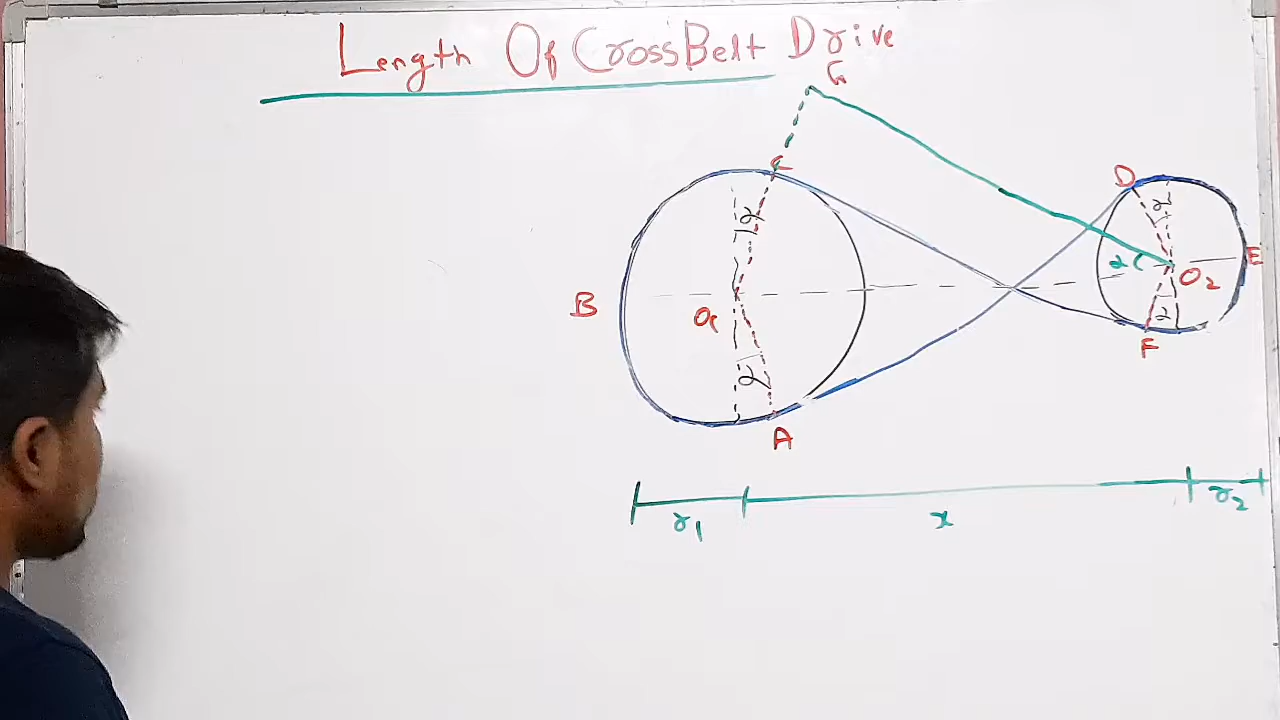 Length Of CrossBelt Drive
G
C
D
α
α
B
O1
α
O2
E
α
α
F
A
r1
x
r2